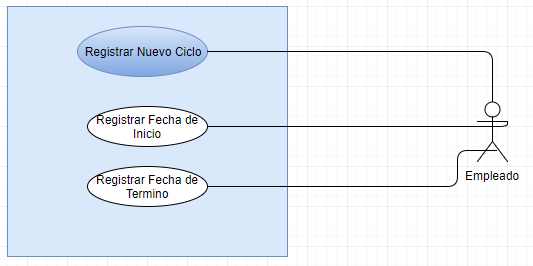 Registrar Nuevo Ciclo
Registrar Fecha de
Inicio
Registrar Fecha de
Termino
Empleado